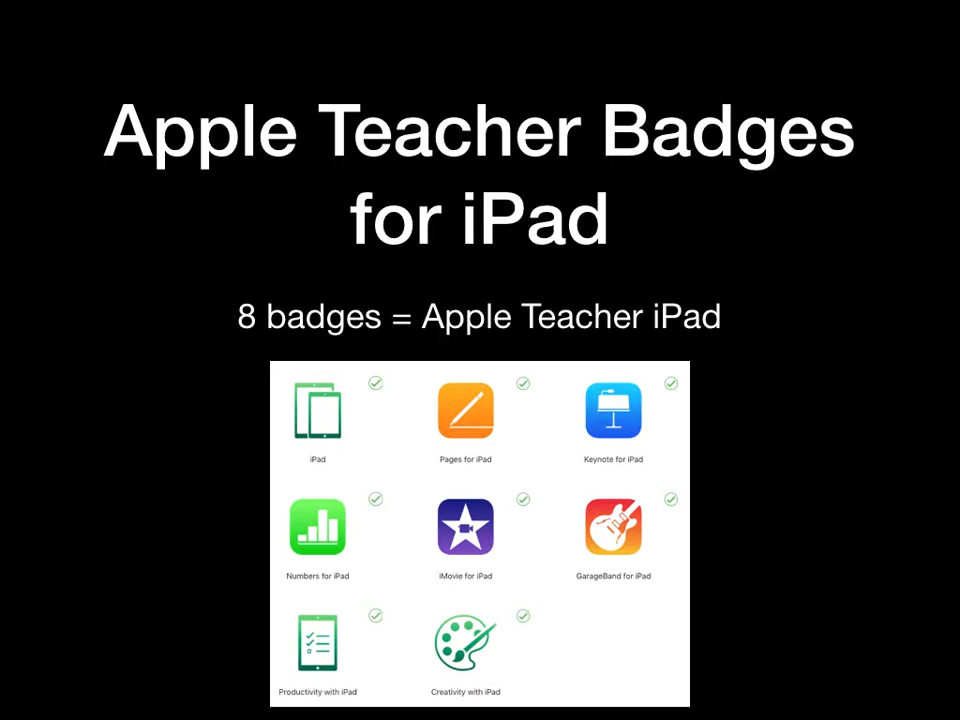 Apple Teacher Badges
for iPad
8 badges = Apple Teacher iPad
iPad
Pages for iPad
Keynote for iPad
Numbers for iPad
iMovie for iPad
GarageBand for iPad
Productivity with iPad
Creativity with iPad